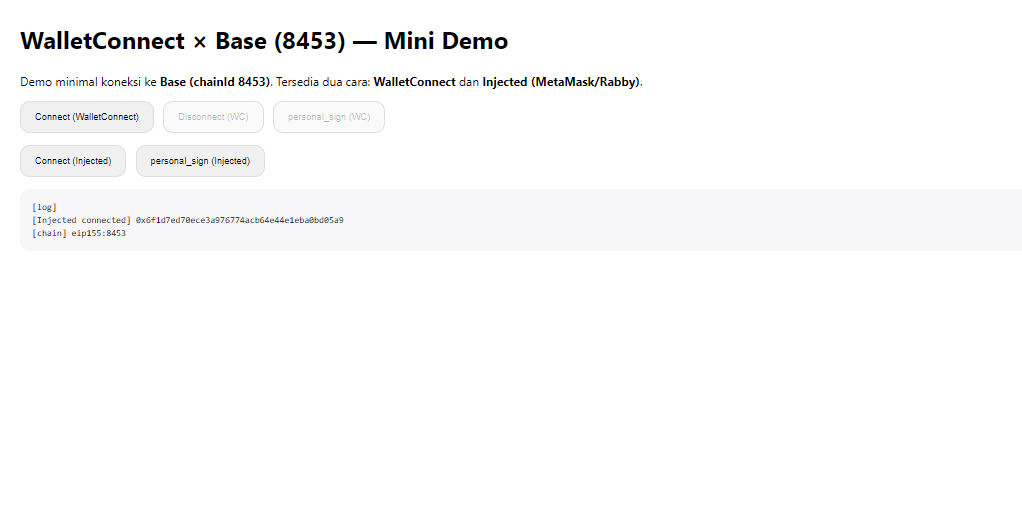 WalletConnect × Base (8453) — Mini Demo
Demo minimal koneksi ke Base (chainId 8453). Tersedia dua cara: WalletConnect dan Injected (MetaMask/Rabby).
Connect (WalletConnect) Disconnect (WC) personal_sign (WC)
Connect (Injected) personal_sign (Injected)
[log]
[Injected connected] 0x6f1d7ed70ece3a976774acb64e44e1eba0bd05a9
[chain] eip155:8453